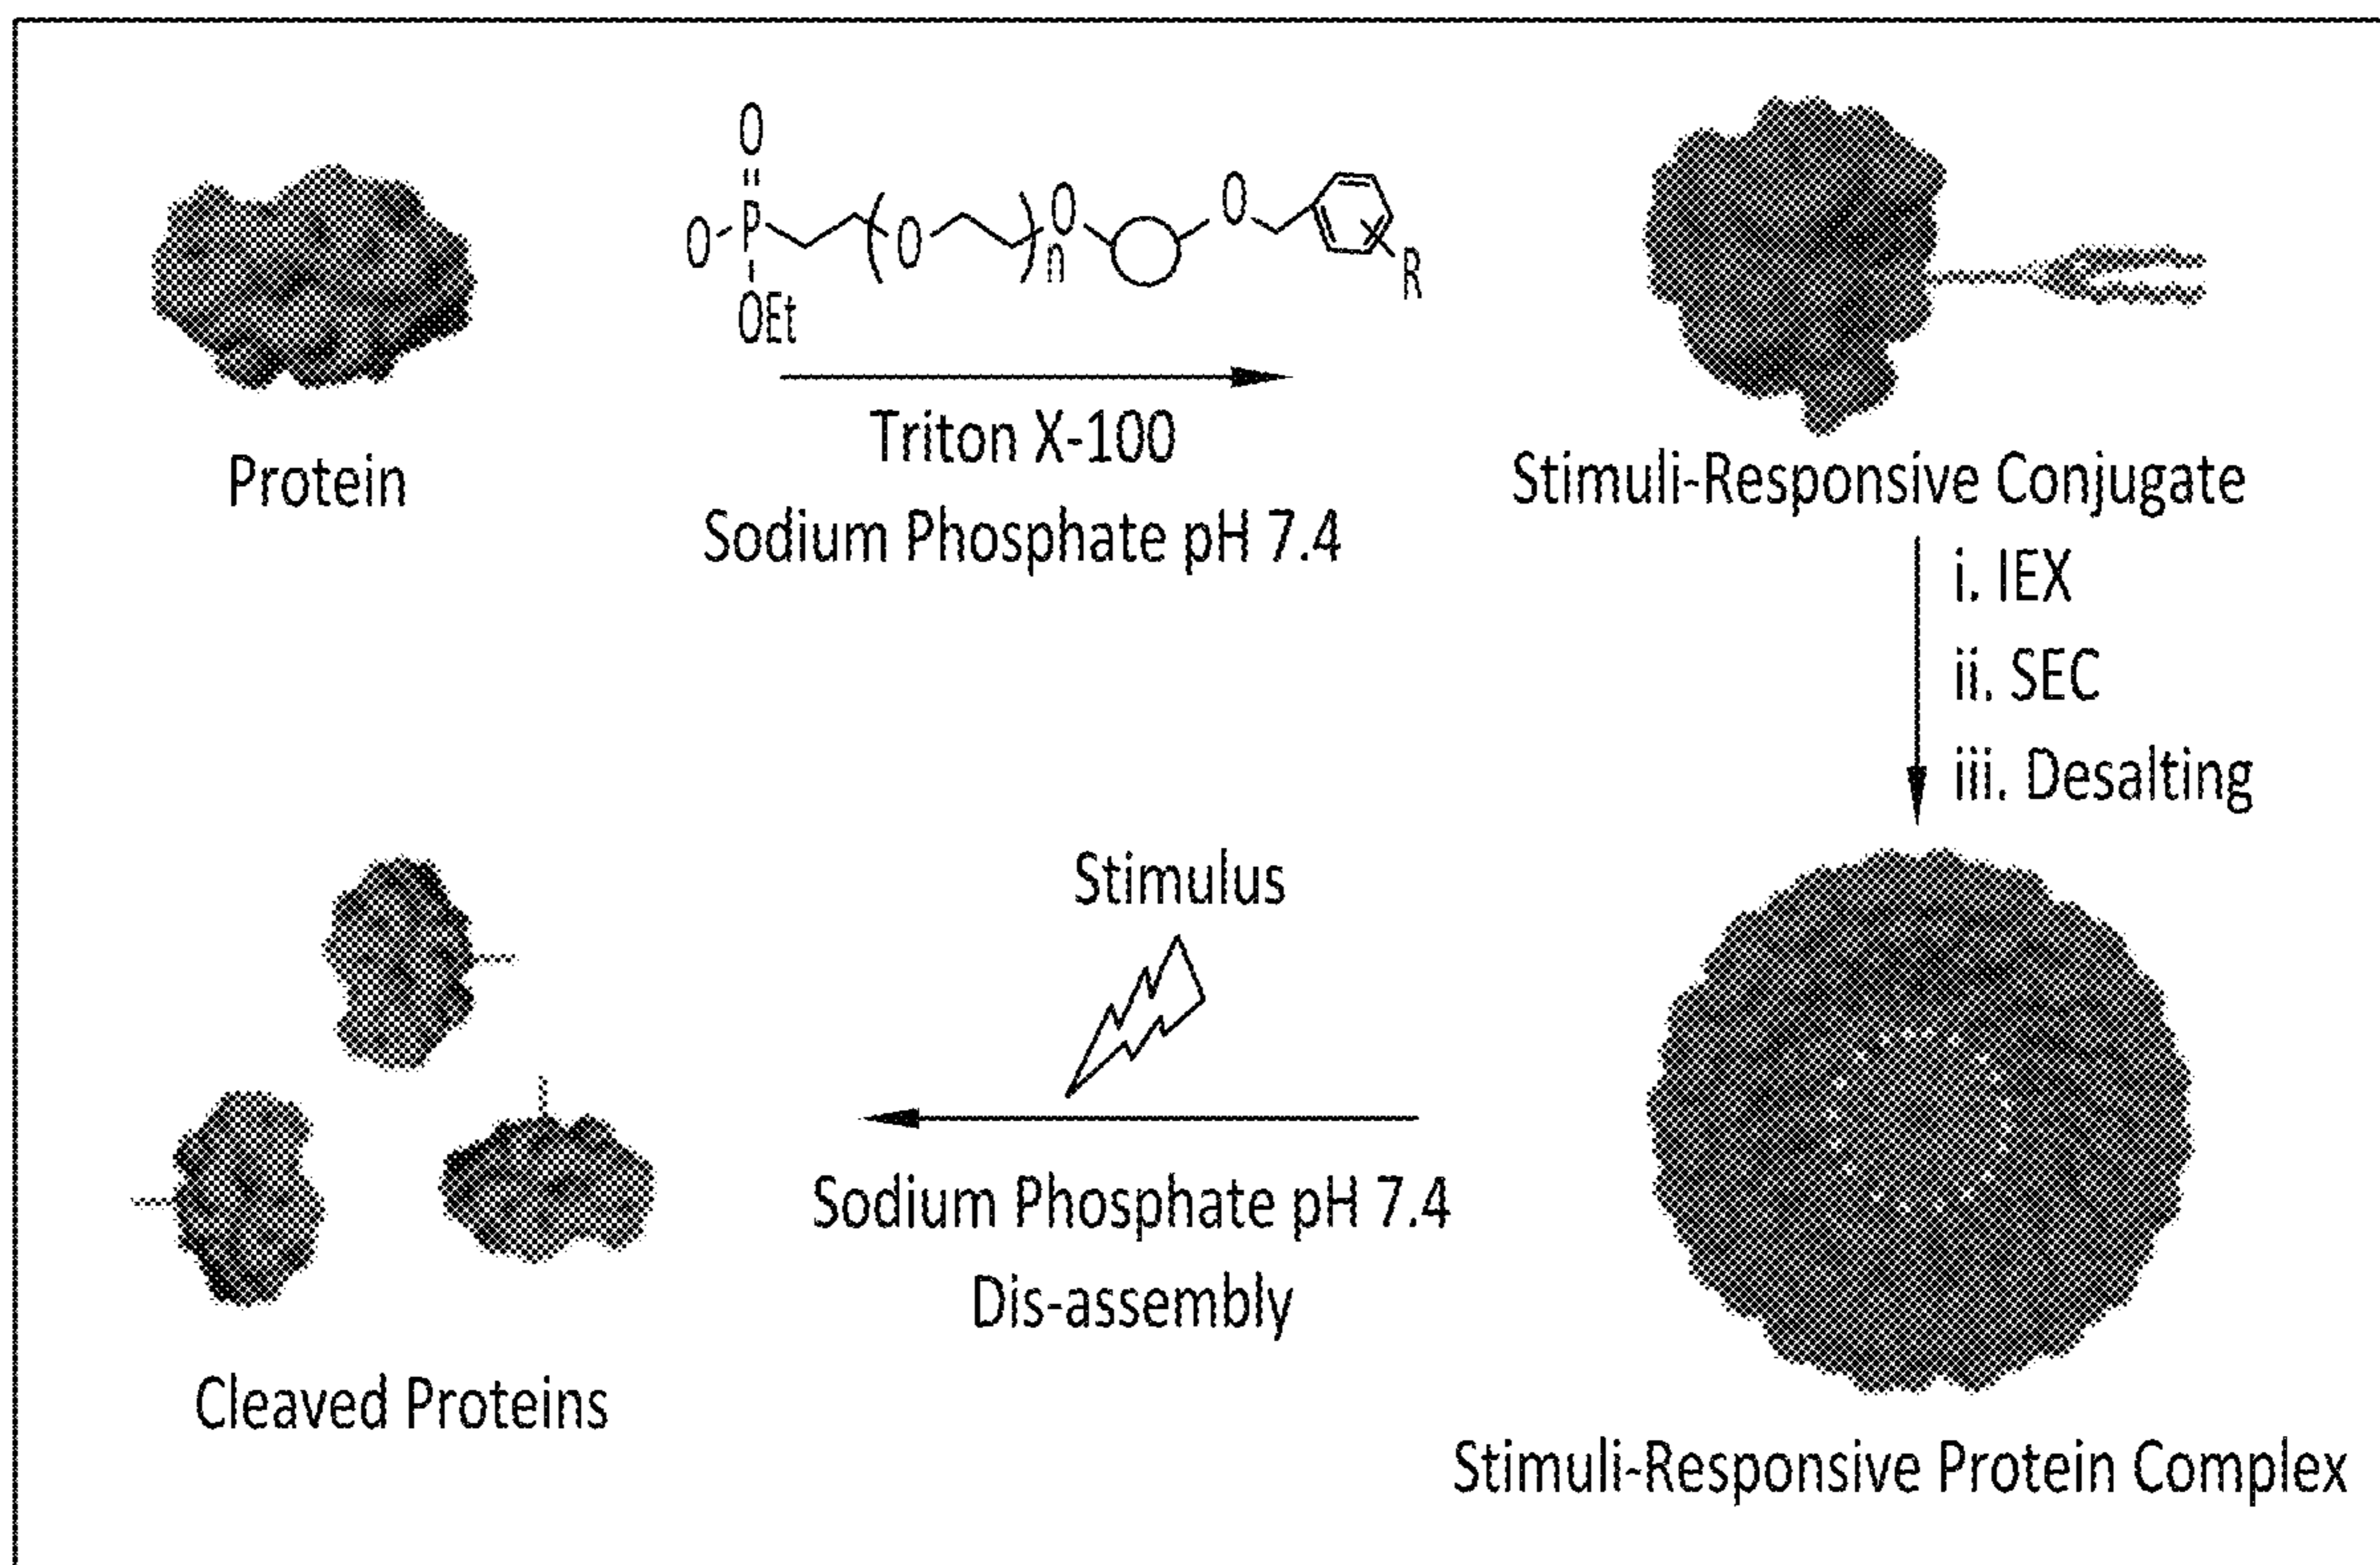 O
O
P
OEt
O
n
O
O
R
Triton X-100
Sodium Phosphate pH 7.4
Protein
Stimuli-Responsive Conjugate
i. IEX
ii. SEC
iii. Desalting
Stimulus
Sodium Phosphate pH 7.4
Dis-assembly
Cleaved Proteins
Stimuli-Responsive Protein Complex